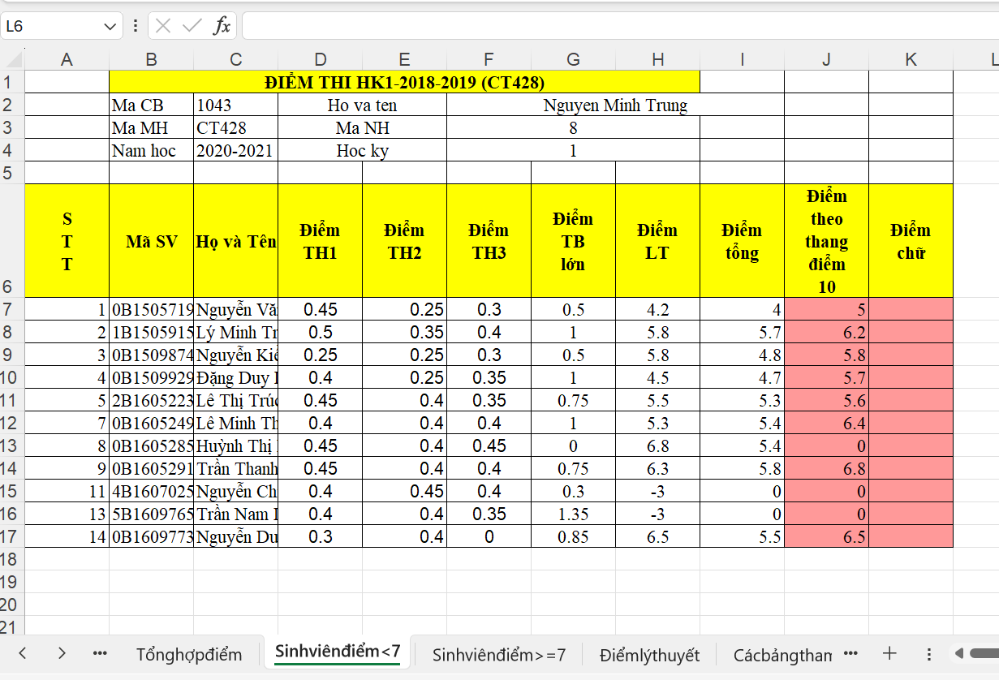 L6 fx
A B C D E F G H I J K L
1 ĐIỂM THI HK1-2018-2019 (CT428)
2 Ma CB 1043 Ho va ten Nguyen Minh Trung
3 Ma MH CT428 Ma NH 8
4 Nam hoc 2020-2021 Hoc ky 1
5
6 S T T Mã SV Họ và Tên Điểm TH1 Điểm TH2 Điểm TH3 Điểm TB lớn Điểm LT Điểm tổng Điểm theo thang điểm 10 Điểm chữ
7 1 0B1505719 Nguyễn Vă 0.45 0.25 0.3 0.5 4.2 4 5
8 2 1B1505915 Lý Minh Tr 0.5 0.35 0.4 1 5.8 5.7 6.2
9 3 0B1509874 Nguyễn Kiế 0.25 0.25 0.3 0.5 5.8 4.8 5.8
10 4 0B1509929 Đặng Duy 0.4 0.25 0.35 1 4.5 4.7 5.7
11 5 2B1605223 Lê Thị Trúc 0.45 0.4 0.35 0.75 5.5 5.3 5.6
12 7 0B1605249 Lê Minh Th 0.4 0.4 0.4 1 5.3 5.4 6.4
13 8 0B1605285 Huỳnh Thị 0.45 0.4 0.45 0 6.8 5.4 0
14 9 0B1605291 Trần Thanh 0.45 0.4 0.4 0.75 6.3 5.8 6.8
15 11 4B1607025 Nguyễn Ch 0.4 0.45 0.4 0.3 -3 0 0
16 13 5B1609765 Trần Nam 0.4 0.4 0.35 1.35 -3 0 0
17 14 0B1609773 Nguyễn Du 0.3 0.4 0 0.85 6.5 5.5 6.5
18
19
20
21
Tổnghợpđiểm Sinhviênđiểm<7 Sinhviênđiểm>=7 Điểmlýthuyết Cácbảngtham